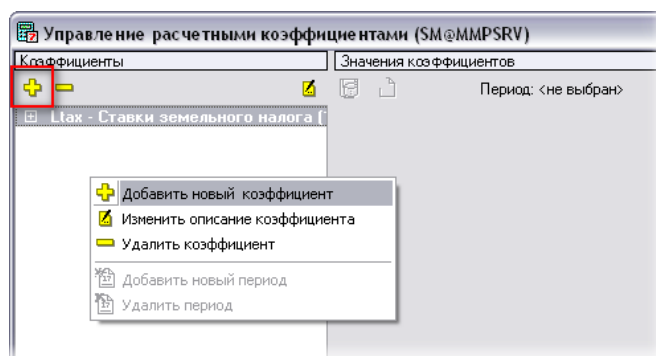 Управление расчетными коэффициентами (SM@MMPSRV)
Коэффициенты
Значения коэффициентов
Период: <не выбран>
Ltax - Ставки земельного налога (
Добавить новый коэффициент
Изменить описание коэффициента
Удалить коэффициент
Добавить новый период
Удалить период